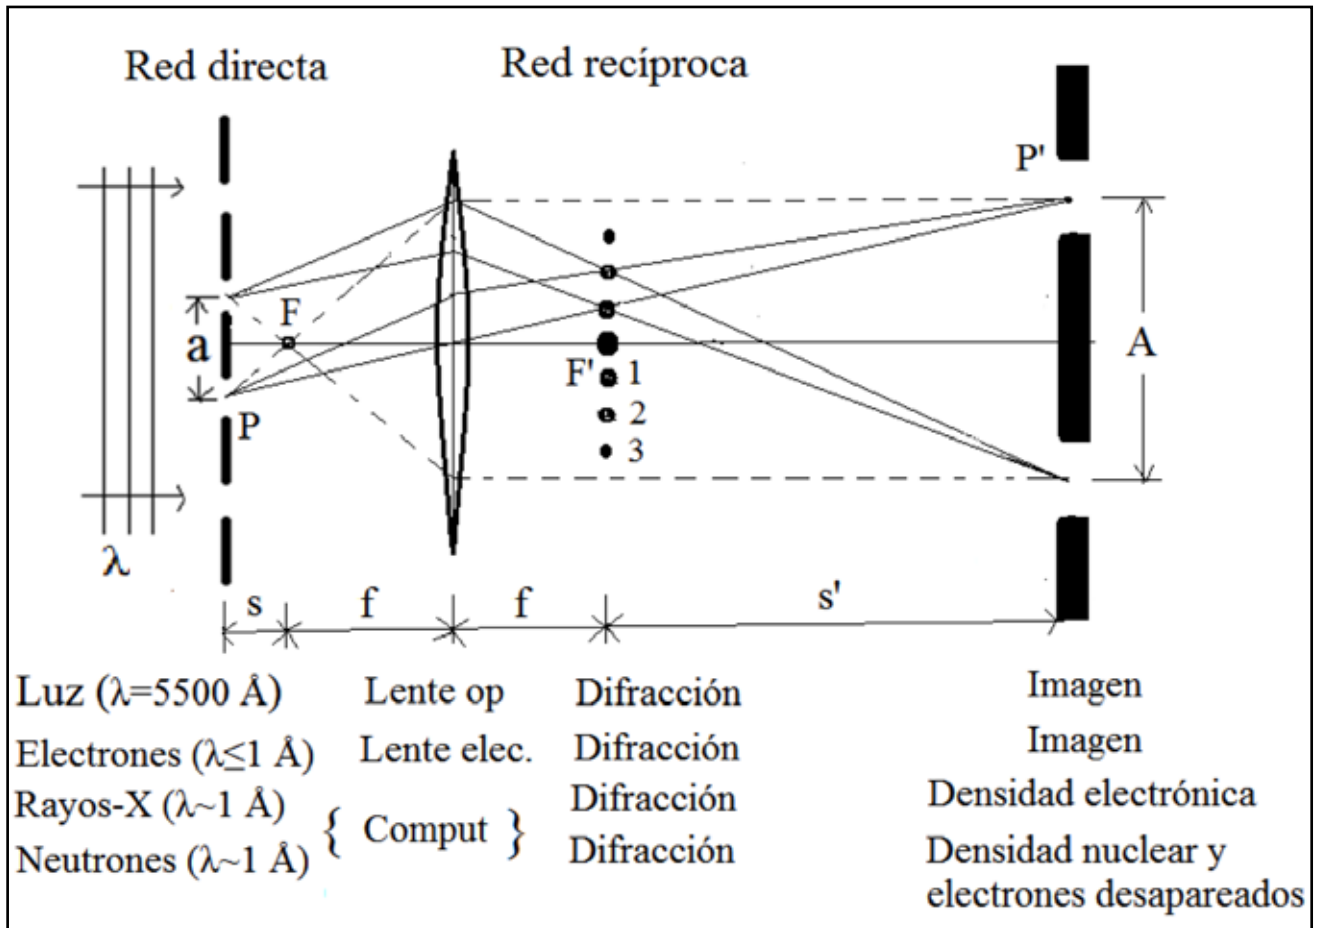 Red directa
Red recíproca
P'
F
a
A
F' 1
2
P
3
λ
s
f
f
s'
Luz (λ=5500 Å) Lente op Difracción Imagen
Electrones (λ≤1 Å) Lente elec. Difracción Imagen
Rayos-X (λ~1 Å) Difracción Densidad electrónica
{ Comput }
Neutrones (λ~1 Å) Difracción Densidad nuclear y
electrones desapareados